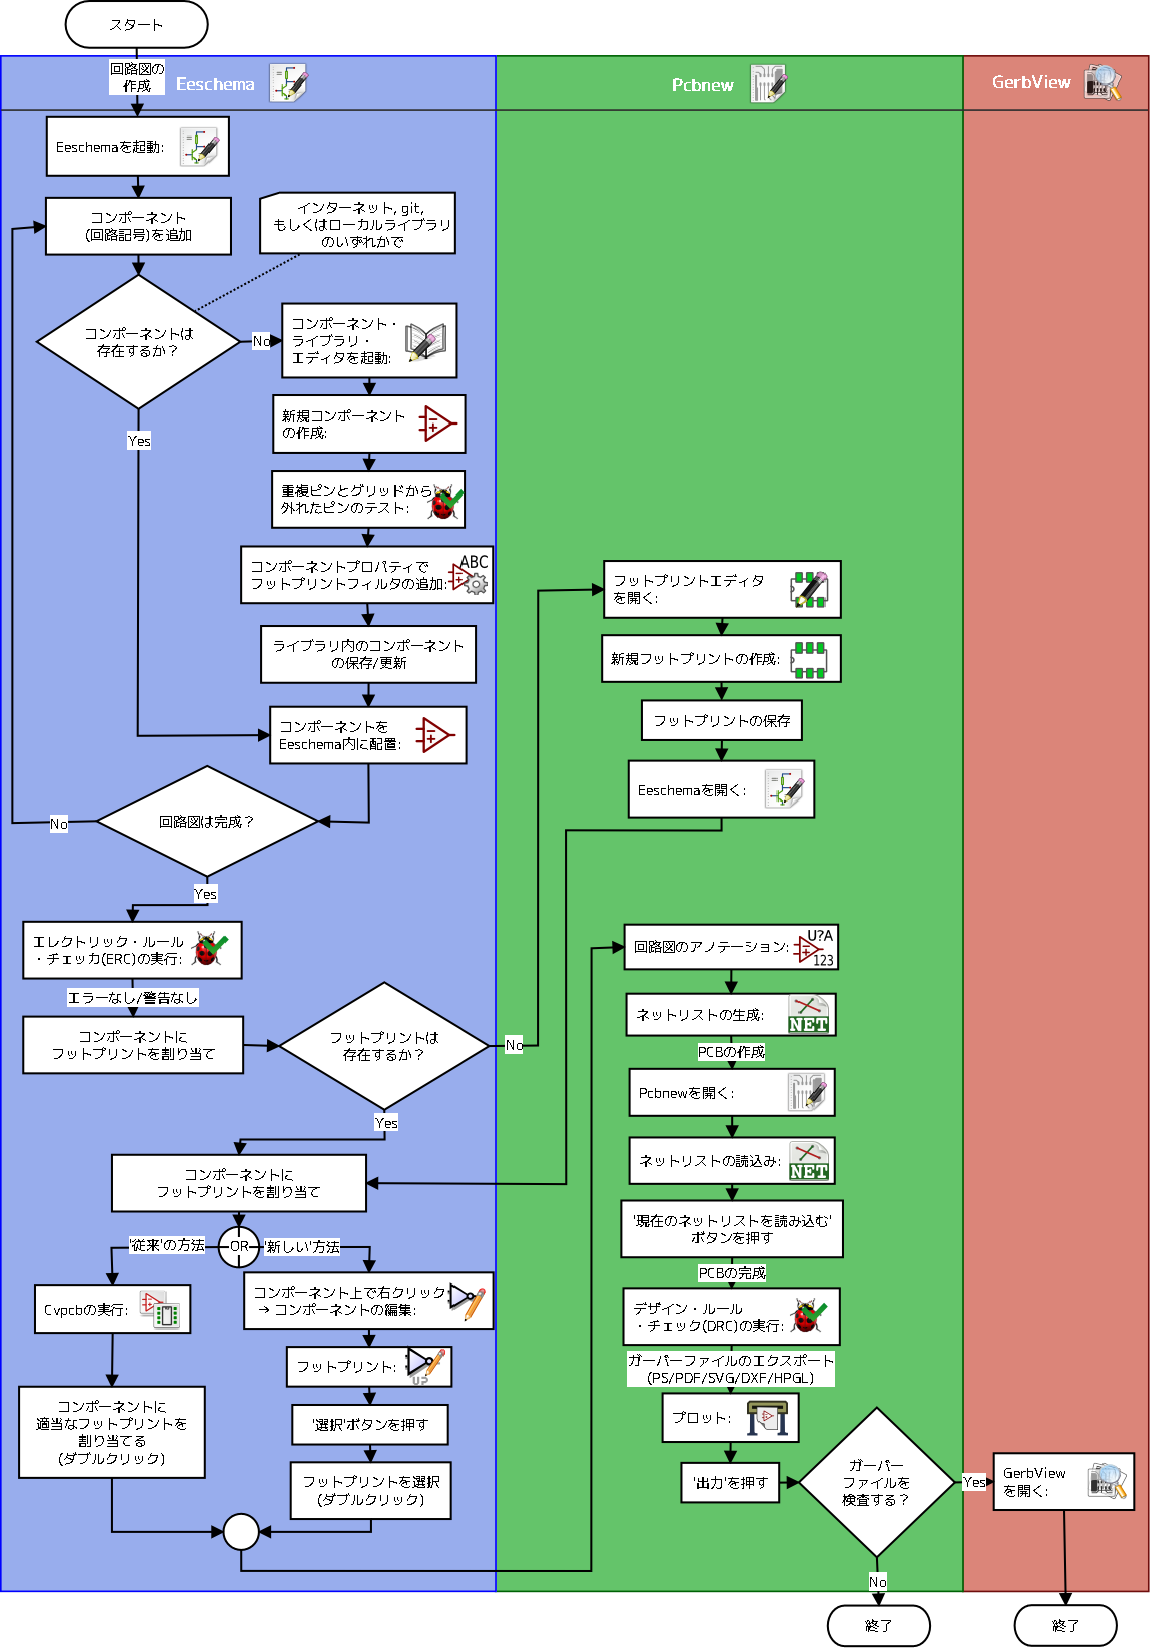 スタート
回路図の
作成
Eeschema
Pcbnew
GerbView
Eeschemaを起動:
コンポーネント
(回路記号)を追加
インターネット, git,
もしくはローカルライブラリ
のいずれかで
コンポーネントは
存在するか？
No
Yes
コンポーネント・
ライブラリ・
エディタを起動:
新規コンポーネント
の作成:
重複ピンとグリッドから
外れたピンのテスト:
コンポーネントプロパティで
フットプリントフィルタの追加:
ABC
ライブラリ内のコンポーネント
の保存/更新
コンポーネントを
Eeschema内に配置:
回路図は完成？
No
Yes
エレクトリック・ルール
・チェッカ(ERC)の実行:
エラーなし/警告なし
コンポーネントに
フットプリントを割り当て
フットプリントは
存在するか？
No
Yes
フットプリントエディタ
を開く:
新規フットプリントの作成:
フットプリントの保存
Eeschemaを開く:
コンポーネントに
フットプリントを割り当て
OR
'従来'の方法
'新しい'方法
Cvpcbの実行:
コンポーネントに
適当なフットプリントを
割り当てる
(ダブルクリック)
コンポーネント上で右クリック
→ コンポーネントの編集:
フットプリント:
UP
'選択'ボタンを押す
フットプリントを選択
(ダブルクリック)
回路図のアノテーション:
U?A
123
ネットリストの生成:
NET
PCBの作成
Pcbnewを開く:
ネットリストの読込み:
NET
'現在のネットリストを読み込む'
ボタンを押す
PCBの完成
デザイン・ルール
・チェック(DRC)の実行:
ガーバーファイルのエクスポート
(PS/PDF/SVG/DXF/HPGL)
プロット:
'出力'を押す
ガーバー
ファイルを
検査する？
Yes
No
GerbView
を開く:
終了
終了